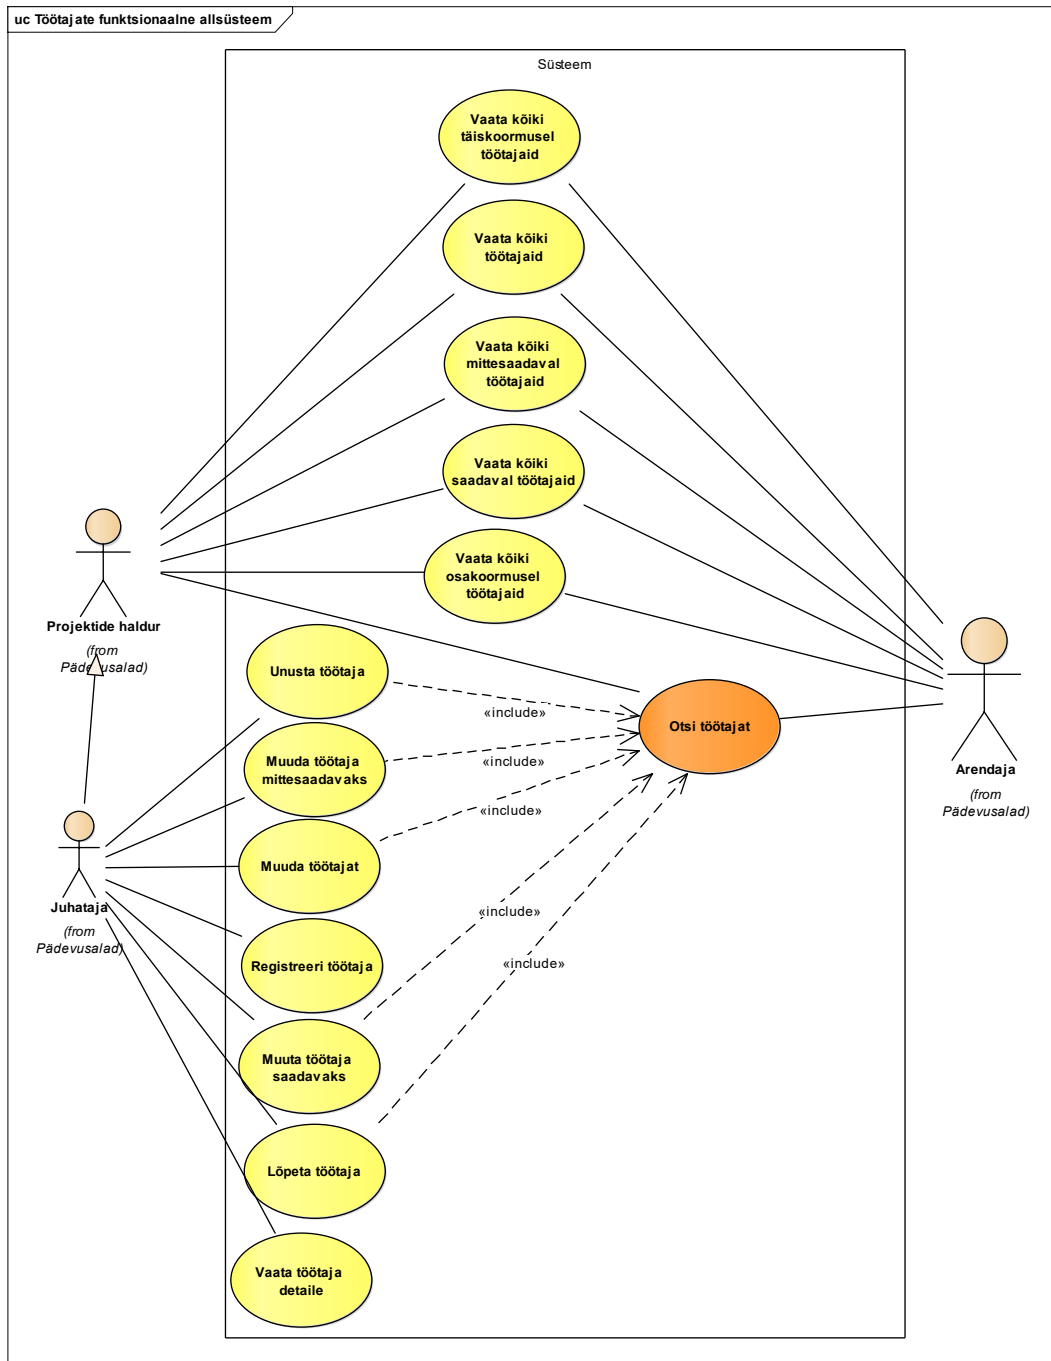 uc Töötajate funktsionaalne allsüsteem
Süsteem
Vaata kõiki
täiskoormusel
töötajaid
Vaata kõiki
töötajaid
Vaata kõiki
mittesaadaval
töötajaid
Vaata kõiki
saadaval töötajaid
Vaata kõiki
osakoormusel
töötajaid
Projektide haldur
(from
Pädevusalad)
Unusta töötaja
«include»
Otsi töötajat
Muuda töötaja
mittesaadavaks
«include»
Arendaja
(from
Pädevusalad)
«include»
Muuda töötajat
Juhataja
(from
Pädevusalad)
«include»
Registreeri töötaja
«include»
Muuta töötaja
saadavaks
Lõpeta töötaja
Vaata töötaja
detaile